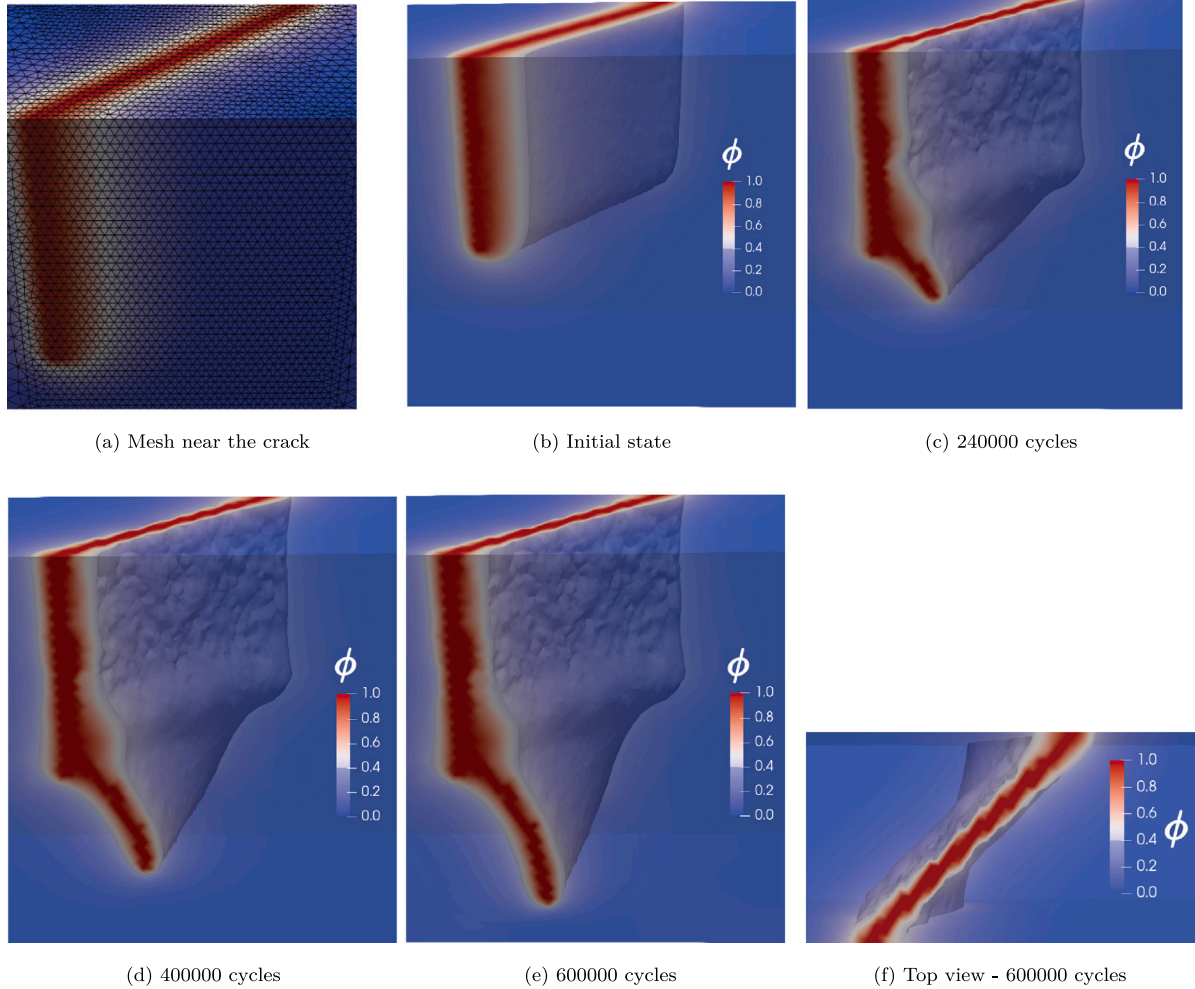 ϕ
1.0
0.8
0.6
0.4
0.2
0.0
ϕ
1.0
0.8
0.6
0.4
0.2
0.0
(a) Mesh near the crack
(b) Initial state
(c) 240000 cycles
ϕ
1.0
0.8
0.6
0.4
0.2
0.0
ϕ
1.0
0.8
0.6
0.4
0.2
0.0
1.0
0.8
0.6
0.4
0.2
0.0
ϕ
(d) 400000 cycles
(e) 600000 cycles
(f) Top view - 600000 cycles